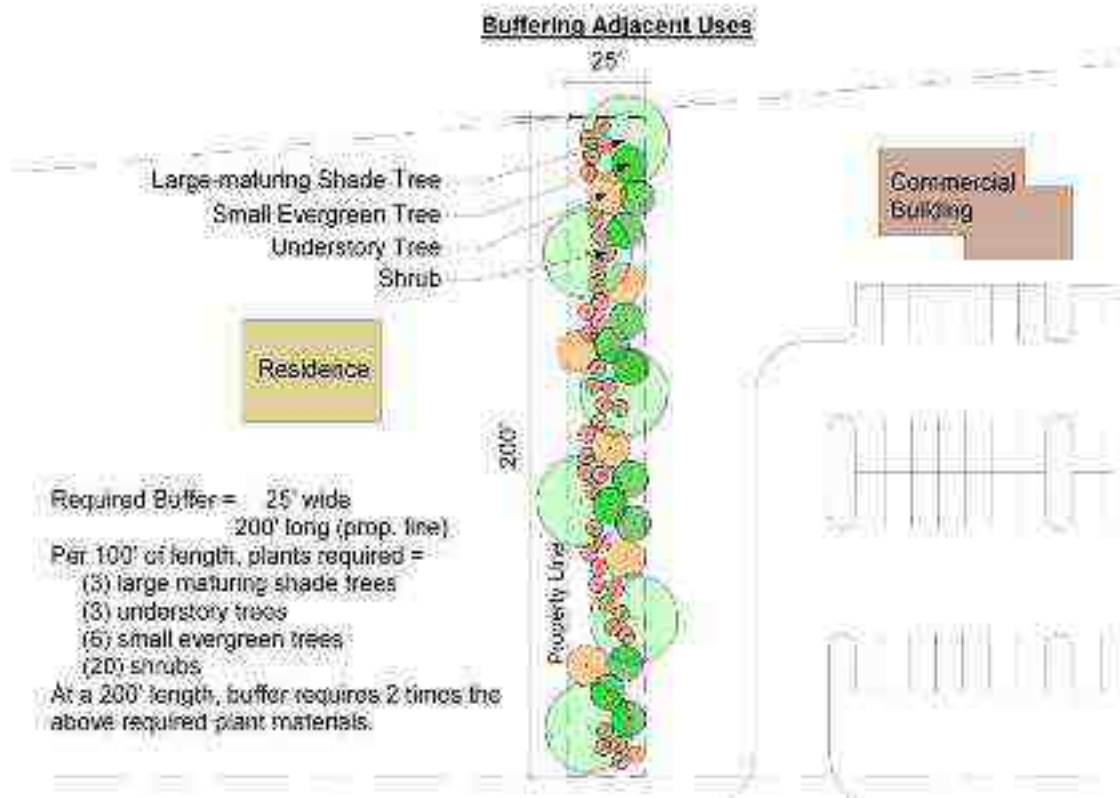 Buffering Adjacent Uses
25'
Large-maturing Shade Tree
Small Evergreen Tree
Understory Tree
Shrub
Commercial
Building
Residence
200'
Property Line
Required Buffer = 25' wide
200' long (prop. line)
Per 100' of length, plants required =
(3) large maturing shade trees
(3) understory trees
(6) small evergreen trees
(20) shrubs
At a 200' length, buffer requires 2 times the
above required plant materials.